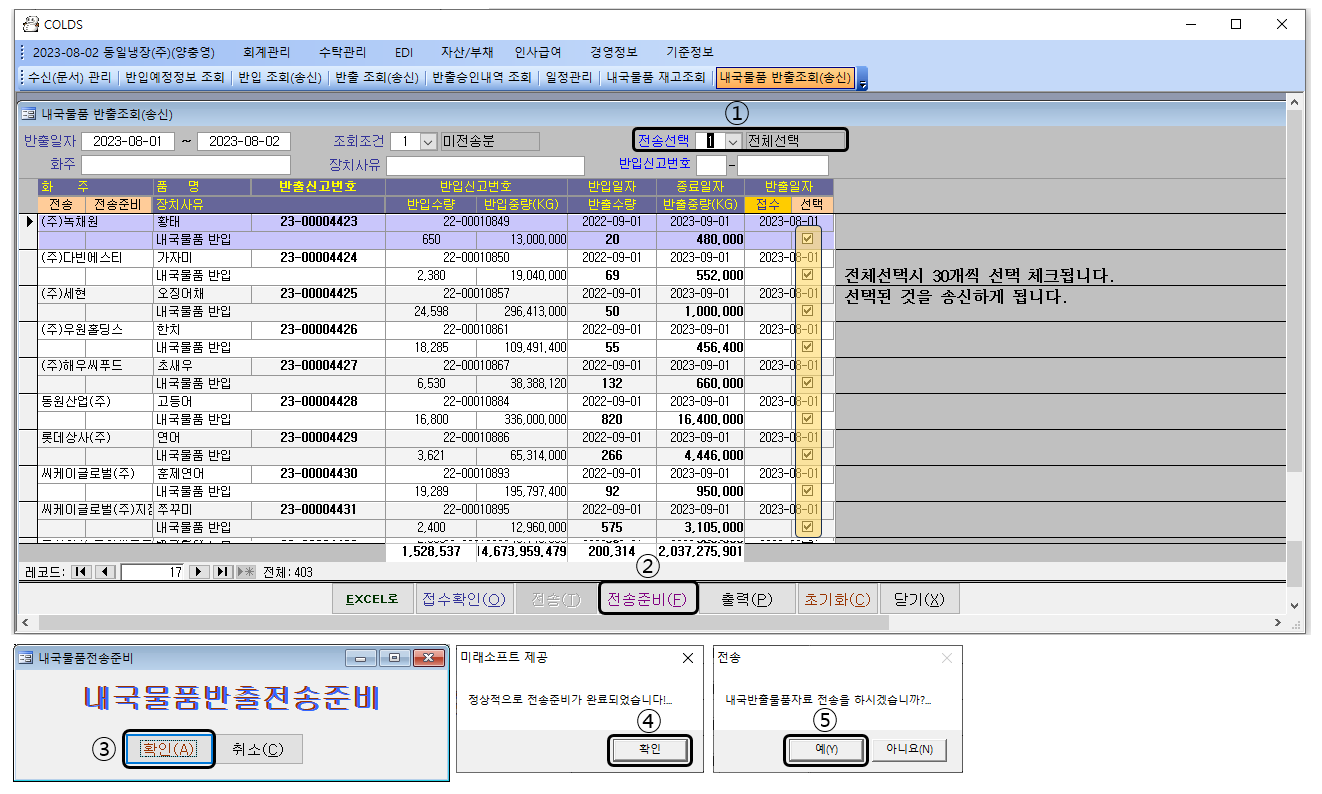 COLDS
2023-08-02 동일냉장(주)(양충영) 회계관리 수탁관리 EDI 자산/부채 인사급여 경영정보 기준정보
수신(문서) 관리 반입예정정보 조회 반입 조회(송신) 반출 조회(송신) 반출승인내역 조회 일정관리 내국물품 재고조회 내국물품 반출조회(송신)
내국물품 반출조회(송신)
①
반출일자 2023-08-01 ~ 2023-08-02 조회조건 1 미전송분 전송선택 1 전체선택
화주 장치사유 반입신고번호 -
화 주 품 명 반출신고번호 반입신고번호 반입일자 종료일자 반출일자
전송 전송준비 장치사유 반입수량 반입중량(KG) 반출수량 반출중량(KG) 접수 선택
(주)녹채원 황태 23-00004423 22-00010849 2022-09-01 2023-09-01 2023-08-01
내국물품 반입 650 13,000,000 20 480,000
(주)다빈에스티 가자미 23-00004424 22-00010850 2022-09-01 2023-09-01 2023-08-01
내국물품 반입 2,380 19,040,000 69 552,000
전체선택시 30개씩 선택 체크됩니다.
(주)세현 오징어채 23-00004425 22-00010857 2022-09-01 2023-09-01 2023-08-01
선택된 것을 송신하게 됩니다.
내국물품 반입 24,598 296,413,000 50 1,000,000
(주)우원홀딩스 한치 23-00004426 22-00010861 2022-09-01 2023-09-01 2023-08-01
내국물품 반입 18,285 109,491,400 55 456,400
(주)해우씨푸드 초새우 23-00004427 22-00010867 2022-09-01 2023-09-01 2023-08-01
내국물품 반입 6,530 38,388,120 132 660,000
동원산업(주) 고등어 23-00004428 22-00010884 2022-09-01 2023-09-01 2023-08-01
내국물품 반입 16,800 336,000,000 820 16,400,000
롯데상사(주) 연어 23-00004429 22-00010886 2022-09-01 2023-09-01 2023-08-01
내국물품 반입 3,621 65,314,000 266 4,446,000
씨케이글로벌(주) 훈제연어 23-00004430 22-00010893 2022-09-01 2023-09-01 2023-08-01
내국물품 반입 19,289 195,797,400 92 950,000
씨케이글로벌(주)지점 쭈꾸미 23-00004431 22-00010895 2022-09-01 2023-09-01 2023-08-01
내국물품 반입 2,400 12,960,000 575 3,105,000
1,528,537 14,673,959,479 200,314 2,037,275,901
②
레코드: 17 전체:403
EXCEL로 접수확인(O) 전송(T) 전송준비(F) 출력(P) 초기화(C) 닫기(X)
내국물품전송준비
내국물품반출전송준비
③ 확인(A) 취소(C)
미래소프트 제공
정상적으로 전송준비가 완료되었습니다!...
④
확인
전송
내국반출물품자료 전송을 하시겠습니까?...
⑤
예(Y) 아니요(N)